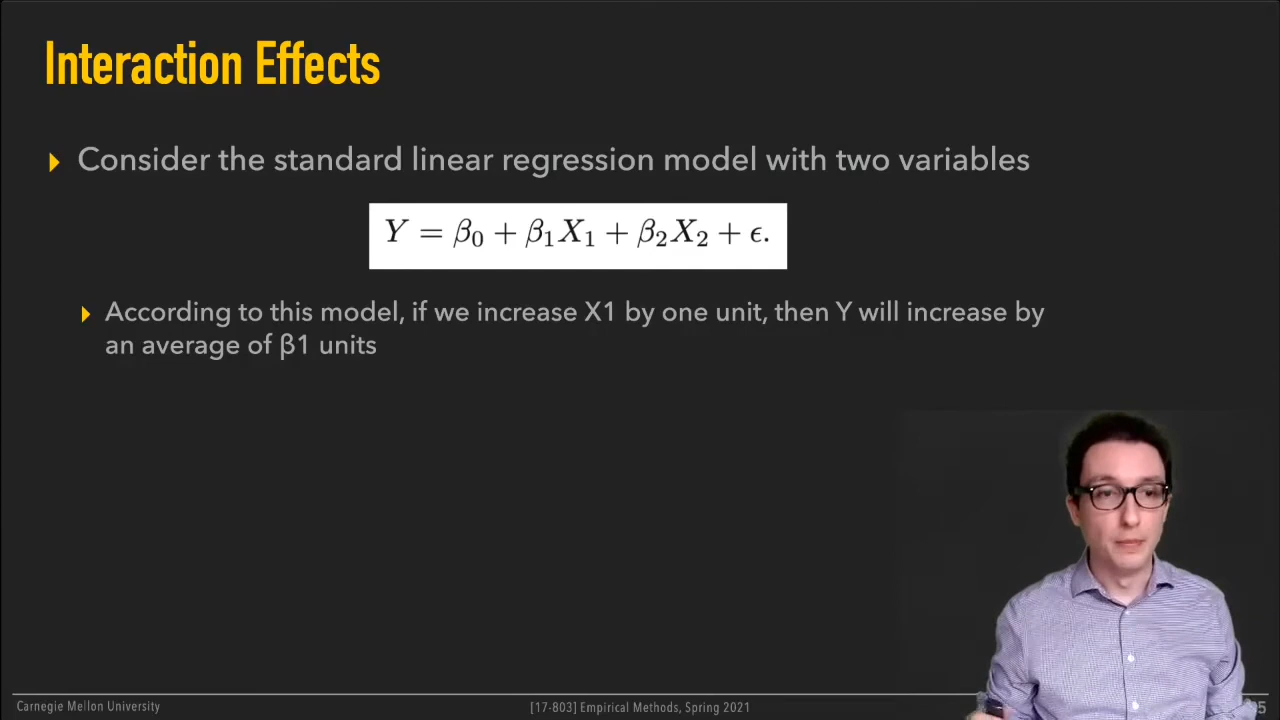 Interaction Effects
Consider the standard linear regression model with two variables
Y = β₀ + β₁X₁ + β₂X₂ + ϵ.
According to this model, if we increase X1 by one unit, then Y will increase by
an average of β1 units
Carnegie Mellon University
[17-803] Empirical Methods, Spring 2021